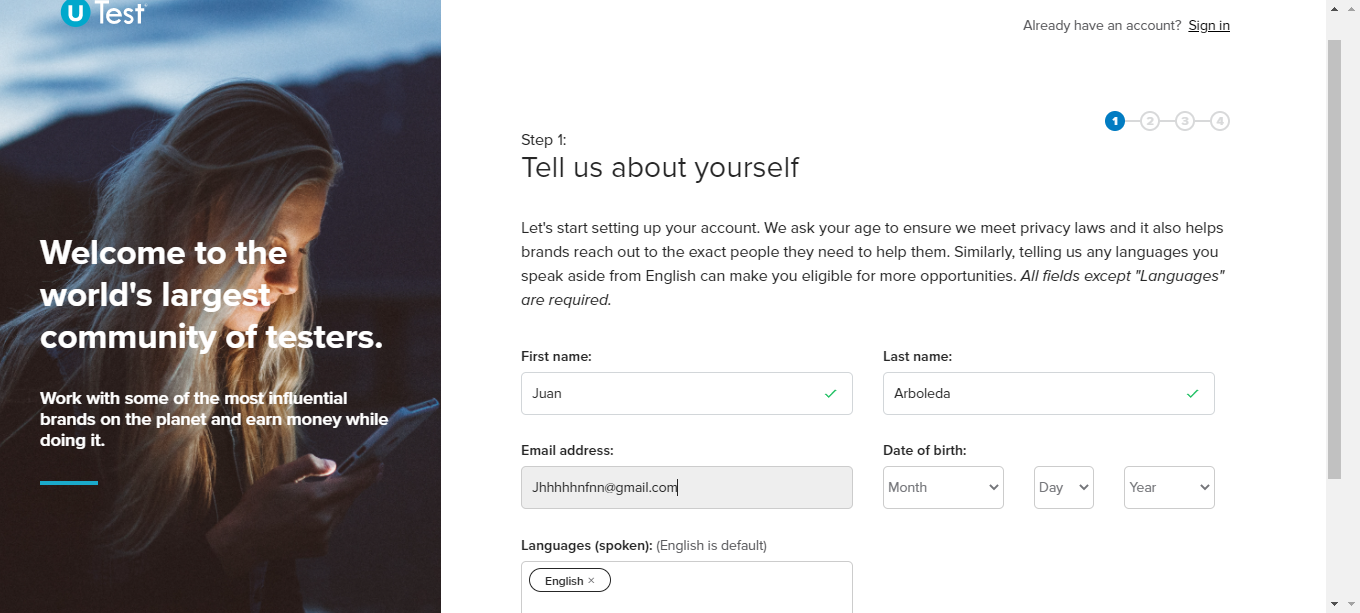 U Test
Welcome to the
world's largest
community of testers.
Work with some of the most influential
brands on the planet and earn money while
doing it.
Already have an account? Sign in
1 2 3 4
Step 1:
Tell us about yourself
Let's start setting up your account. We ask your age to ensure we meet privacy laws and it also helps
brands reach out to the exact people they need to help them. Similarly, telling us any languages you
speak aside from English can make you eligible for more opportunities. All fields except "Languages"
are required.
First name: Last name:
Juan Arboleda
Email address: Date of birth:
Jhhhhhnfnn@gmail.com Month Day Year
Languages (spoken): (English is default)
English ×